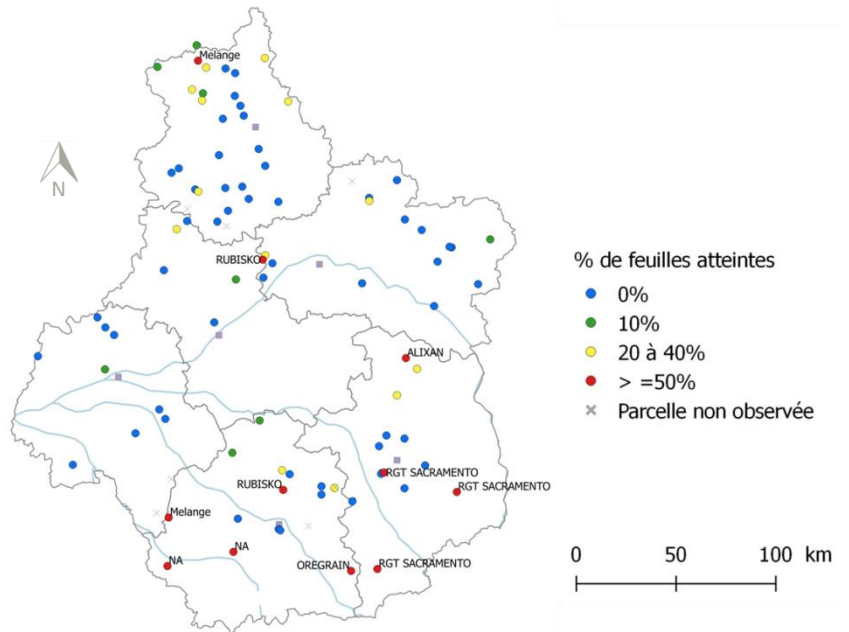 Melange
N
RUBISKO
% de feuilles atteintes
0%
10%
20 à 40%
> =50%
Parcelle non observée
ALIXAN
RGT SACRAMENTO
RUBISKO
RGT SACRAMENTO
Melange
NA
NA
OREGRAIN
RGT SACRAMENTO
0 50 100 km